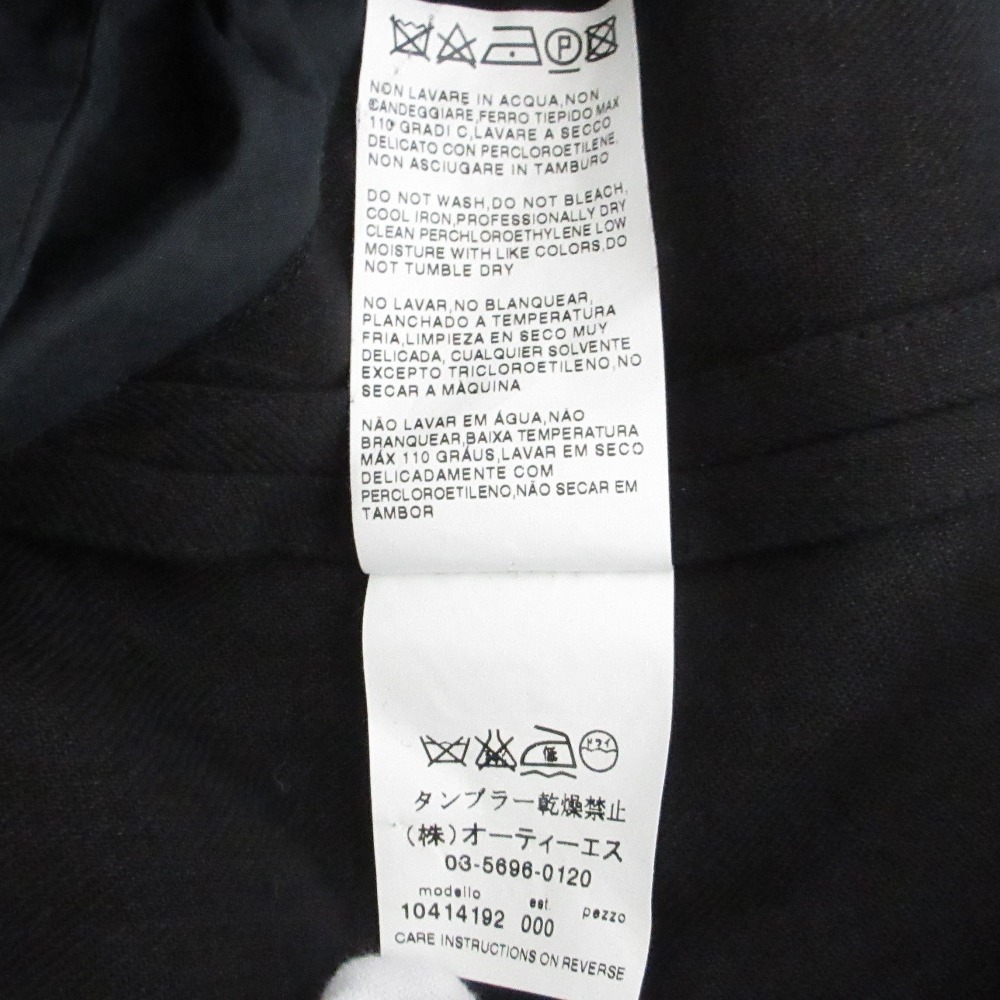 P
NON LAVARE IN ACQUA,NON
CANDEGGIARE,FERRO TIEPIDO MAX
110 GRADI C,LAVARE A SECCO
DELICATO CON PERCLOROETILENE.
NON ASCIUGARE IN TAMBURO
DO NOT WASH,DO NOT BLEACH,
COOL IRON,PROFESSIONALLY DRY
CLEAN PERCHLOROETHYLENE LOW
MOISTURE WITH LIKE COLORS,DO
NOT TUMBLE DRY
NO LAVAR,NO BLANQUEAR,
PLANCHADO A TEMPERATURA
FRIA,LIMPIEZA EN SECO MUY
DELICADA, CUALQUIER SOLVENTE
EXCEPTO TRICLOROETILENO,NO
SECAR A MÀQUINA
NÃO LAVAR EM ÁGUA,NÃO
BRANQUEAR,BAIXA TEMPERATURA
MÁX 110 GRÁUS,LAVAR EM SECO
DELICADAMENTE COM
PERCLOROETILENO,NÃO SECAR EM
TAMBOR
低 ドライ
タンブラー乾燥禁止
(株)オーティーエス
03-5696-0120
modello est. pezzo
10414192 000
CARE INSTRUCTIONS ON REVERSE